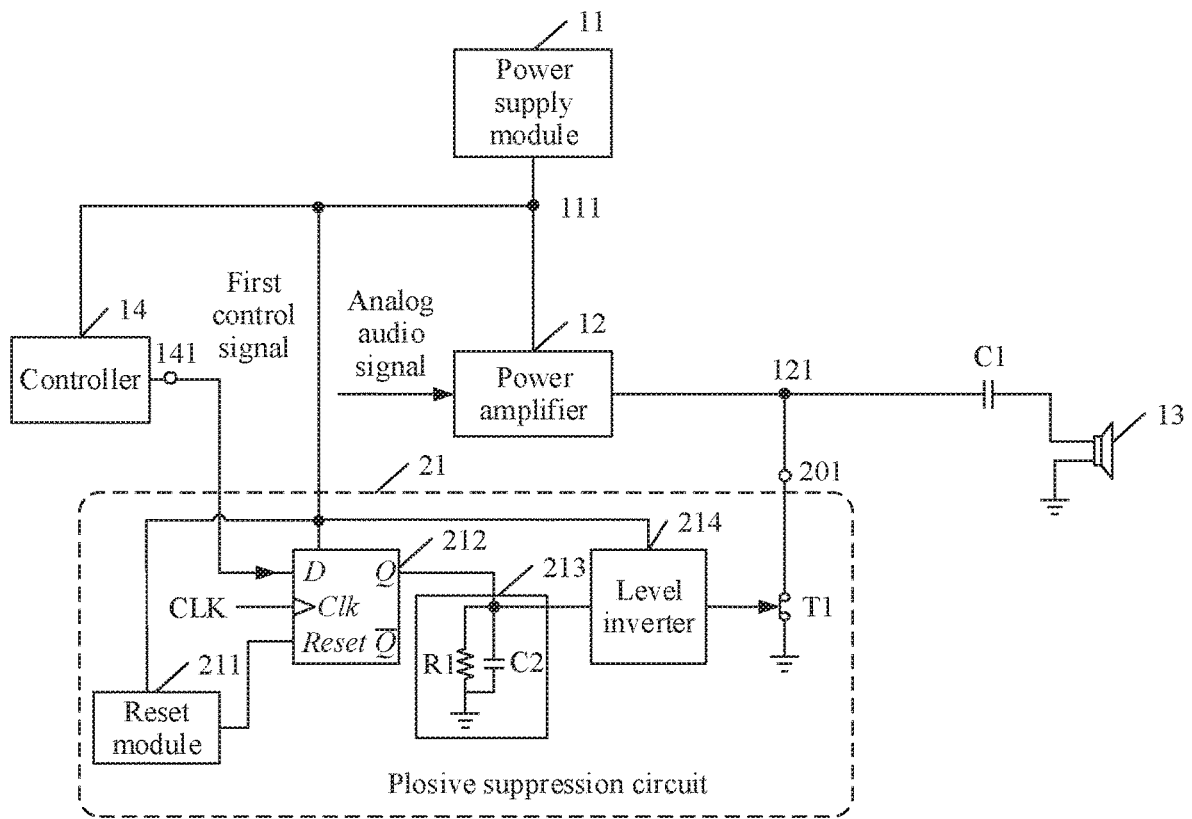 11
Power
supply
module
111
First
control
signal
Analog
audio
signal
14
Controller
141
12
Power
amplifier
121
C1
13
21
201
212
213
214
D
Q
CLK
Clk
Reset
Q̅
R1
C2
Level
inverter
T1
211
Reset
module
Plosive suppression circuit